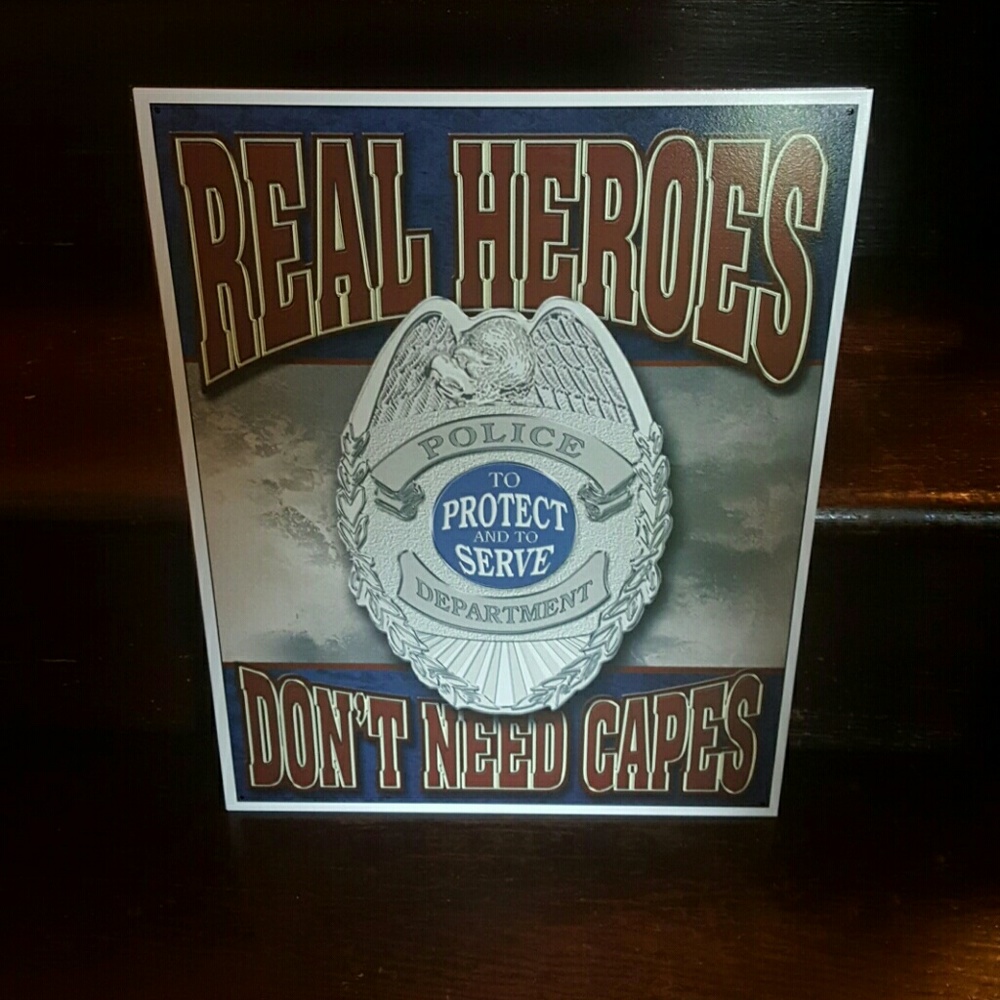 REAL HEROES
POLICE
TO
PROTECT
AND TO
SERVE
DEPARTMENT
DON'T NEED CAPES